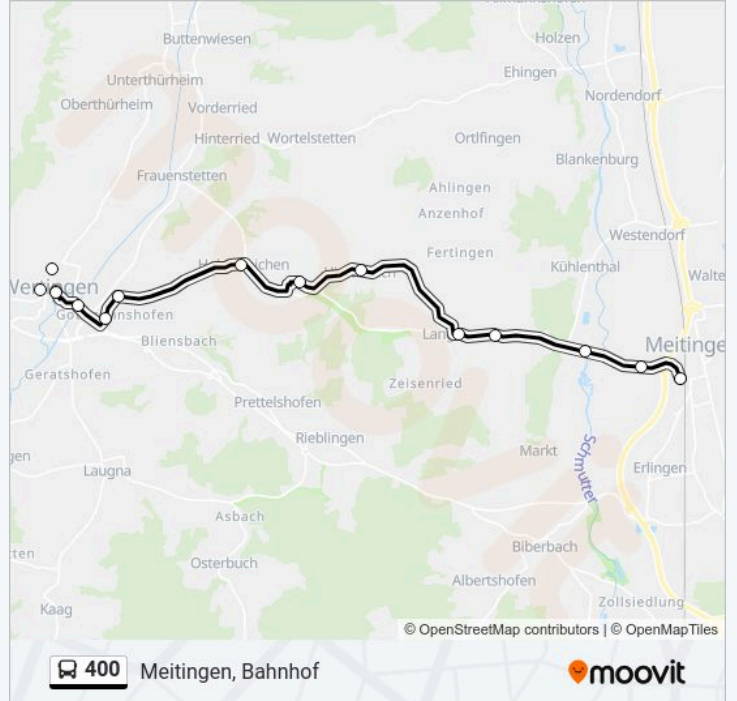 Buttenwiesen
Holzen
Unterthürheim
Ehingen
Oberthürheim
Vorderried
Nordendorf
Hinterried
Wortelstetten
Ortlfingen
Blankenburg
Frauenstetten
Ahlingen
Anzenhof
Westendorf
Fertingen
Kühlenthal
Bliensbach
Meitinge
Geratshofen
Zeisenried
Prettelshofen
Rieblingen
Markt
Schmutter
Erlingen
Laugna
Asbach
Biberbach
Osterbuch
Albertshofen
Zollsiedlung
Kaag
© OpenStreetMap contributors | © OpenMapTiles
400 Meitingen, Bahnhof
moovit